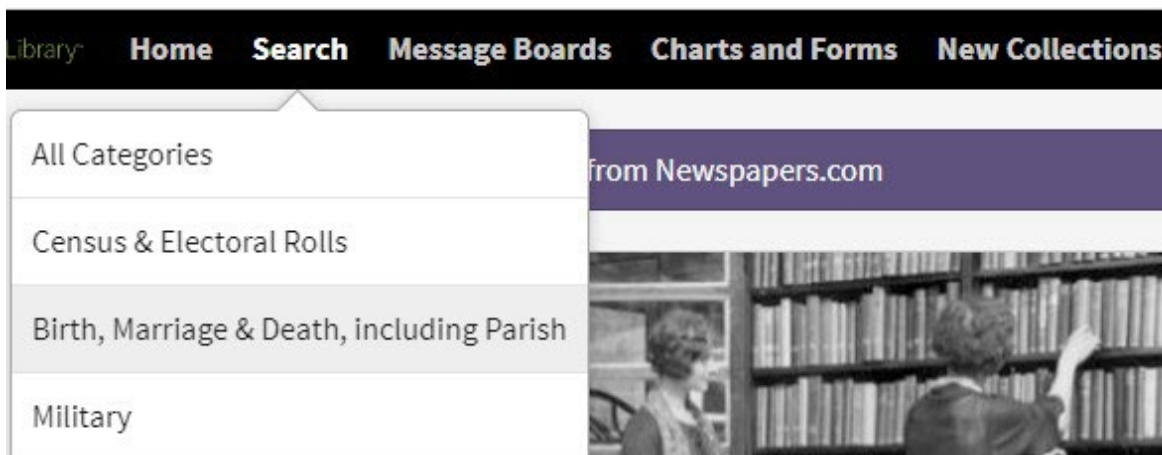 Library Home Search Message Boards Charts and Forms New Collections
All Categories
from Newspapers.com
Census & Electoral Rolls
Birth, Marriage & Death, including Parish
Military